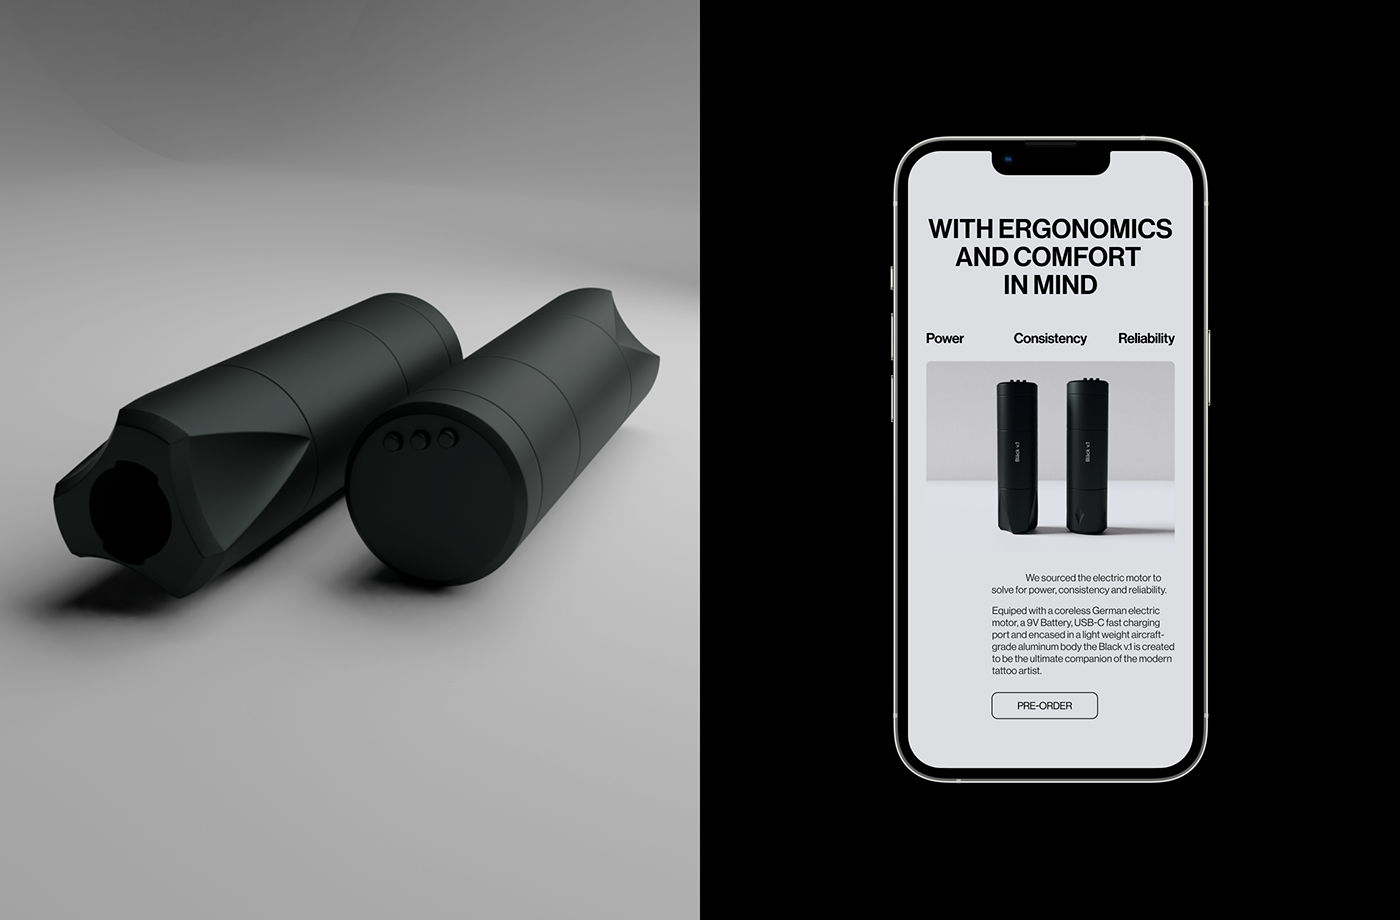 WITH ERGONOMICS
AND COMFORT
IN MIND
Power Consistency Reliability
Black v.1 Black v.1
We sourced the electric motor to
solve for power, consistency and reliability.
Equiped with a coreless German electric
motor, a 9V Battery, USB-C fast charging
port and encased in a light weight aircraft-
grade aluminum body the Black v.1 is created
to be the ultimate companion of the modern
tattoo artist.
PRE-ORDER